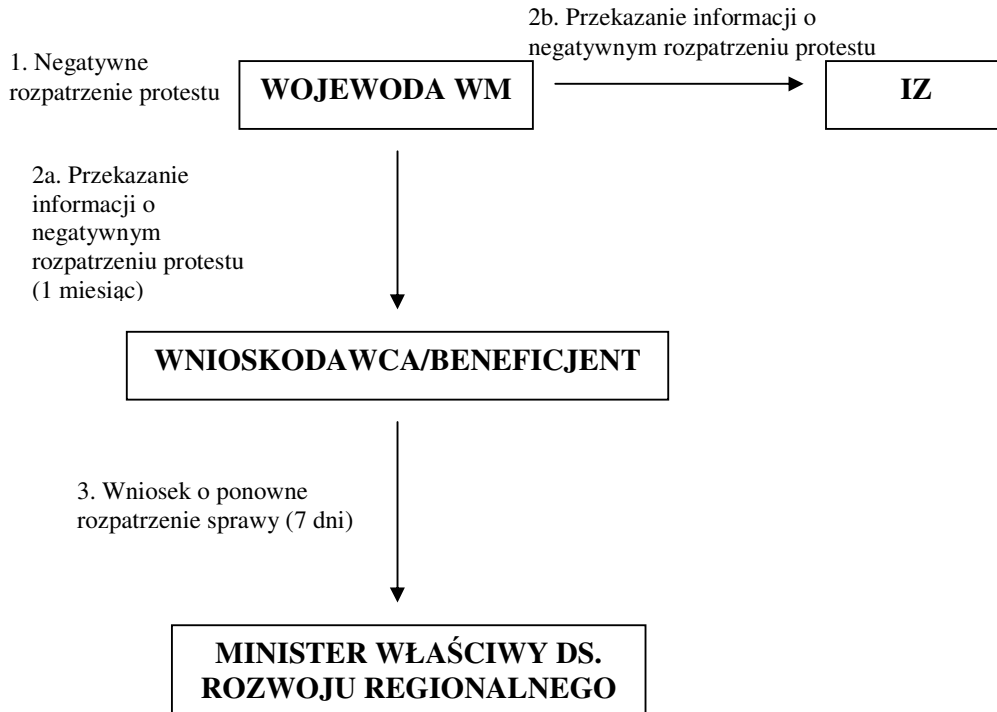 2b. Przekazanie informacji o
negatywnym rozpatrzeniu protestu
1. Negatywne
rozpatrzenie protestu
WOJEWODA WM
IZ
2a. Przekazanie
informacji o
negatywnym
rozpatrzeniu protestu
(1 miesiąc)
WNIOSKODAWCA/BENEFICJENT
3. Wniosek o ponowne
rozpatrzenie sprawy (7 dni)
MINISTER WŁAŚCIWY DS.
ROZWOJU REGIONALNEGO